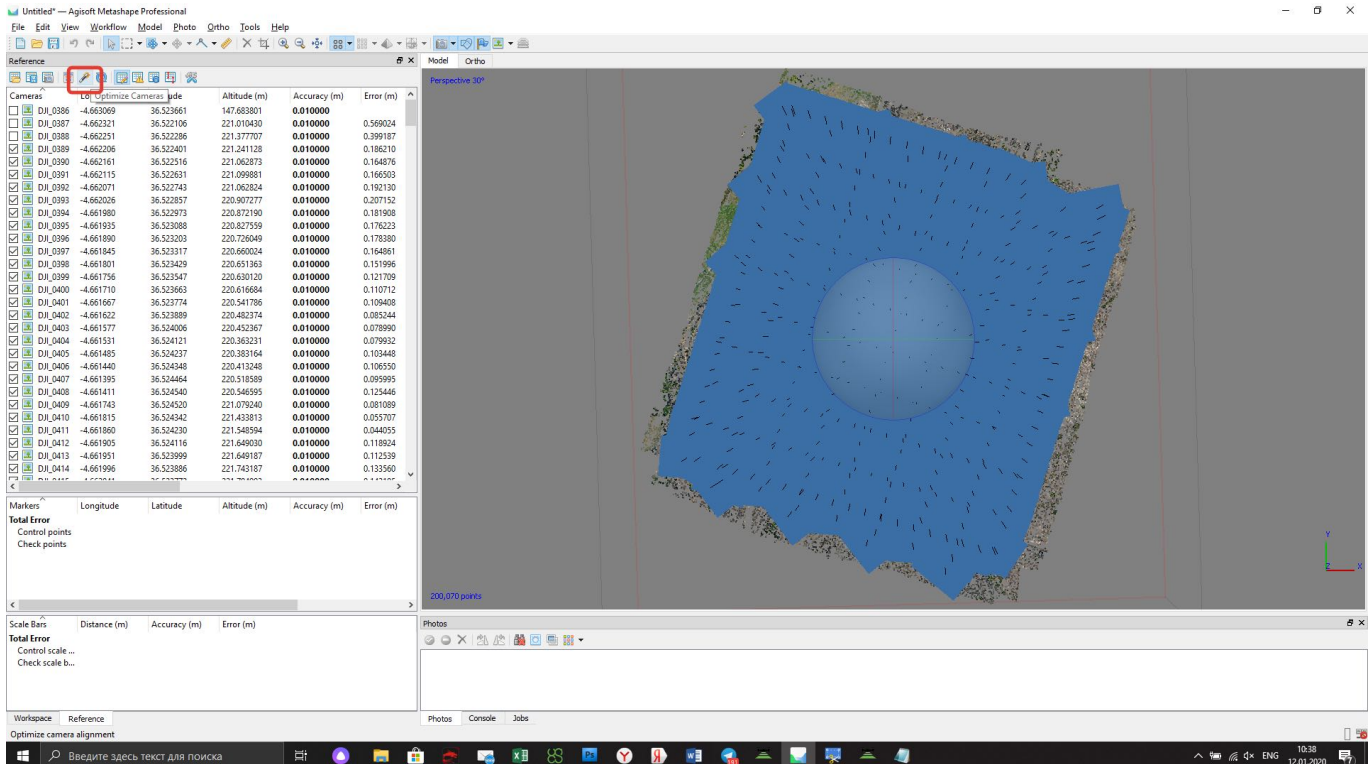 Untitled* — Agisoft Metashape Professional
File Edit View Workflow Model Photo Ortho Tools Help
Reference
Model Ortho
Perspective 30°
Optimize Cameras
Cameras Lo ude Altitude (m) Accuracy (m) Error (m)
DJI_0386 -4.663069 36.523661 147.683801 0.010000
DJI_0387 -4.662321 36.522106 221.010430 0.010000 0.569024
DJI_0388 -4.662251 36.522286 221.377707 0.010000 0.399187
DJI_0389 -4.662206 36.522401 221.241128 0.010000 0.186210
DJI_0390 -4.662161 36.522516 221.062873 0.010000 0.164876
DJI_0391 -4.662115 36.522631 221.099881 0.010000 0.166503
DJI_0392 -4.662071 36.522743 221.062824 0.010000 0.192130
DJI_0393 -4.662026 36.522857 220.907277 0.010000 0.207152
DJI_0394 -4.661980 36.522973 220.872190 0.010000 0.181908
DJI_0395 -4.661935 36.523088 220.827559 0.010000 0.176223
DJI_0396 -4.661890 36.523203 220.726049 0.010000 0.178380
DJI_0397 -4.661845 36.523317 220.660024 0.010000 0.164861
DJI_0398 -4.661801 36.523429 220.651363 0.010000 0.151996
DJI_0399 -4.661756 36.523547 220.630120 0.010000 0.121709
DJI_0400 -4.661710 36.523663 220.616684 0.010000 0.110712
DJI_0401 -4.661667 36.523774 220.541786 0.010000 0.109408
DJI_0402 -4.661622 36.523889 220.482374 0.010000 0.085244
DJI_0403 -4.661577 36.524006 220.452367 0.010000 0.078990
DJI_0404 -4.661531 36.524121 220.363231 0.010000 0.079932
DJI_0405 -4.661485 36.524237 220.383164 0.010000 0.103448
DJI_0406 -4.661440 36.524348 220.413248 0.010000 0.106550
DJI_0407 -4.661395 36.524464 220.518589 0.010000 0.095995
DJI_0408 -4.661411 36.524540 220.546595 0.010000 0.125446
DJI_0409 -4.661743 36.524520 221.079240 0.010000 0.081089
DJI_0410 -4.661815 36.524342 221.433813 0.010000 0.055707
DJI_0411 -4.661860 36.524230 221.548594 0.010000 0.044055
DJI_0412 -4.661905 36.524116 221.649030 0.010000 0.118924
DJI_0413 -4.661951 36.523999 221.649187 0.010000 0.112539
DJI_0414 -4.661996 36.523886 221.743187 0.010000 0.133560
Markers Longitude Latitude Altitude (m) Accuracy (m) Error (m)
Total Error
Control points
Check points
Y
Z X
200,070 points
Scale Bars Distance (m) Accuracy (m) Error (m)
Total Error
Control scale ...
Check scale b...
Photos
Workspace Reference
Photos Console Jobs
Optimize camera alignment
Введите здесь текст для поиска
Ps
ENG
10:38
12.01.2020